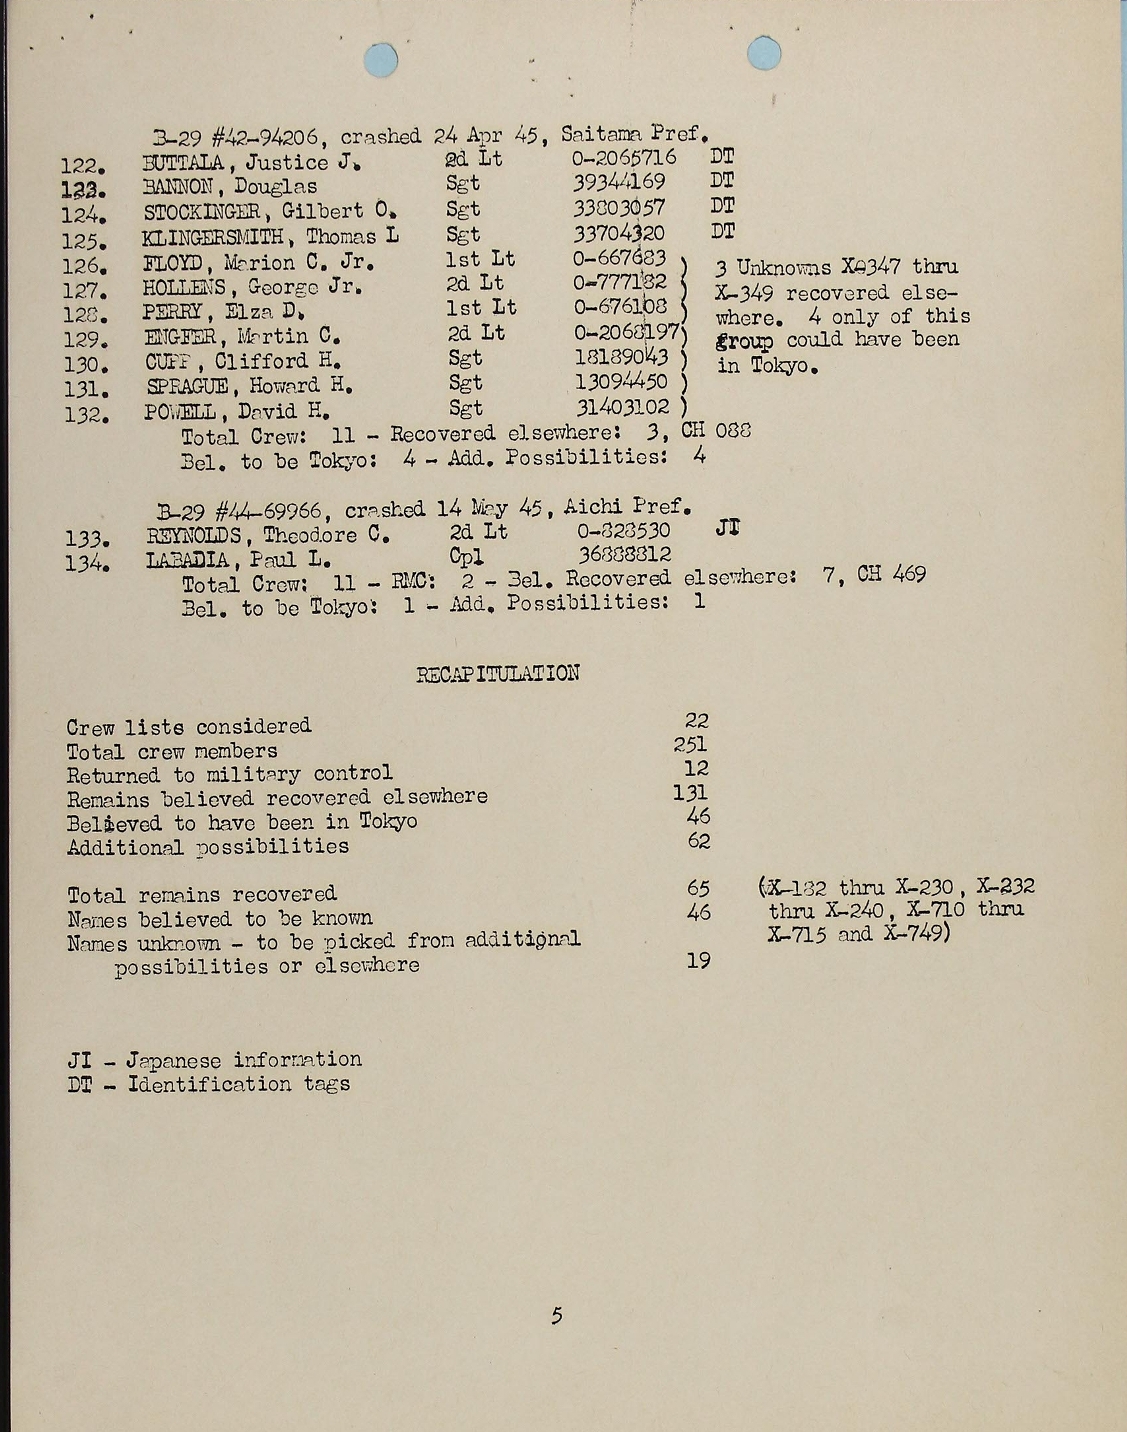 B-29 #42-94206, crashed 24 Apr 45, Saitama Pref.
122. BUTTALA, Justice J. 2d Lt 0-2065716 DT
123. BANNON, Douglas Sgt 39344169 DT
124. STOCKINGER, Gilbert O. Sgt 33803057 DT
125. KLINGERSMITH, Thomas L Sgt 33704320 DT
126. FLOYD, Marion C. Jr. 1st Lt 0-667683 ) 3 Unknowns X-347 thru
127. HOLLENS, George Jr. 2d Lt 0-777182 ) X-349 recovered else-
128. PERRY, Elza D. 1st Lt 0-676108 ) where. 4 only of this
129. ENGFER, Martin C. 2d Lt 0-2068197) group could have been
130. CUFF, Clifford H. Sgt 18189043 ) in Tokyo.
131. SPRAGUE, Howard H. Sgt 13094450 )
132. POWELL, David H. Sgt 31403102 )
Total Crew: 11 - Recovered elsewhere: 3, CH 088
Bel. to be Tokyo: 4 - Add. Possibilities: 4
B-29 #44-69966, crashed 14 May 45, Aichi Pref.
133. REYNOLDS, Theodore C. 2d Lt 0-828530 JI
134. LABADIA, Paul L. Cpl 36888812
Total Crew: 11 - RMC: 2 - Bel. Recovered elsewhere: 7, CH 469
Bel. to be Tokyo: 1 - Add. Possibilities: 1
RECAPITULATION
Crew lists considered 22
Total crew members 251
Returned to military control 12
Remains believed recovered elsewhere 131
Believed to have been in Tokyo 46
Additional possibilities 62
Total remains recovered 65 (X-182 thru X-230, X-232
Names believed to be known 46 thru X-240, X-710 thru
Names unknown - to be picked from additional X-715 and X-749)
possibilities or elsewhere 19
JI - Japanese information
DT - Identification tags
5